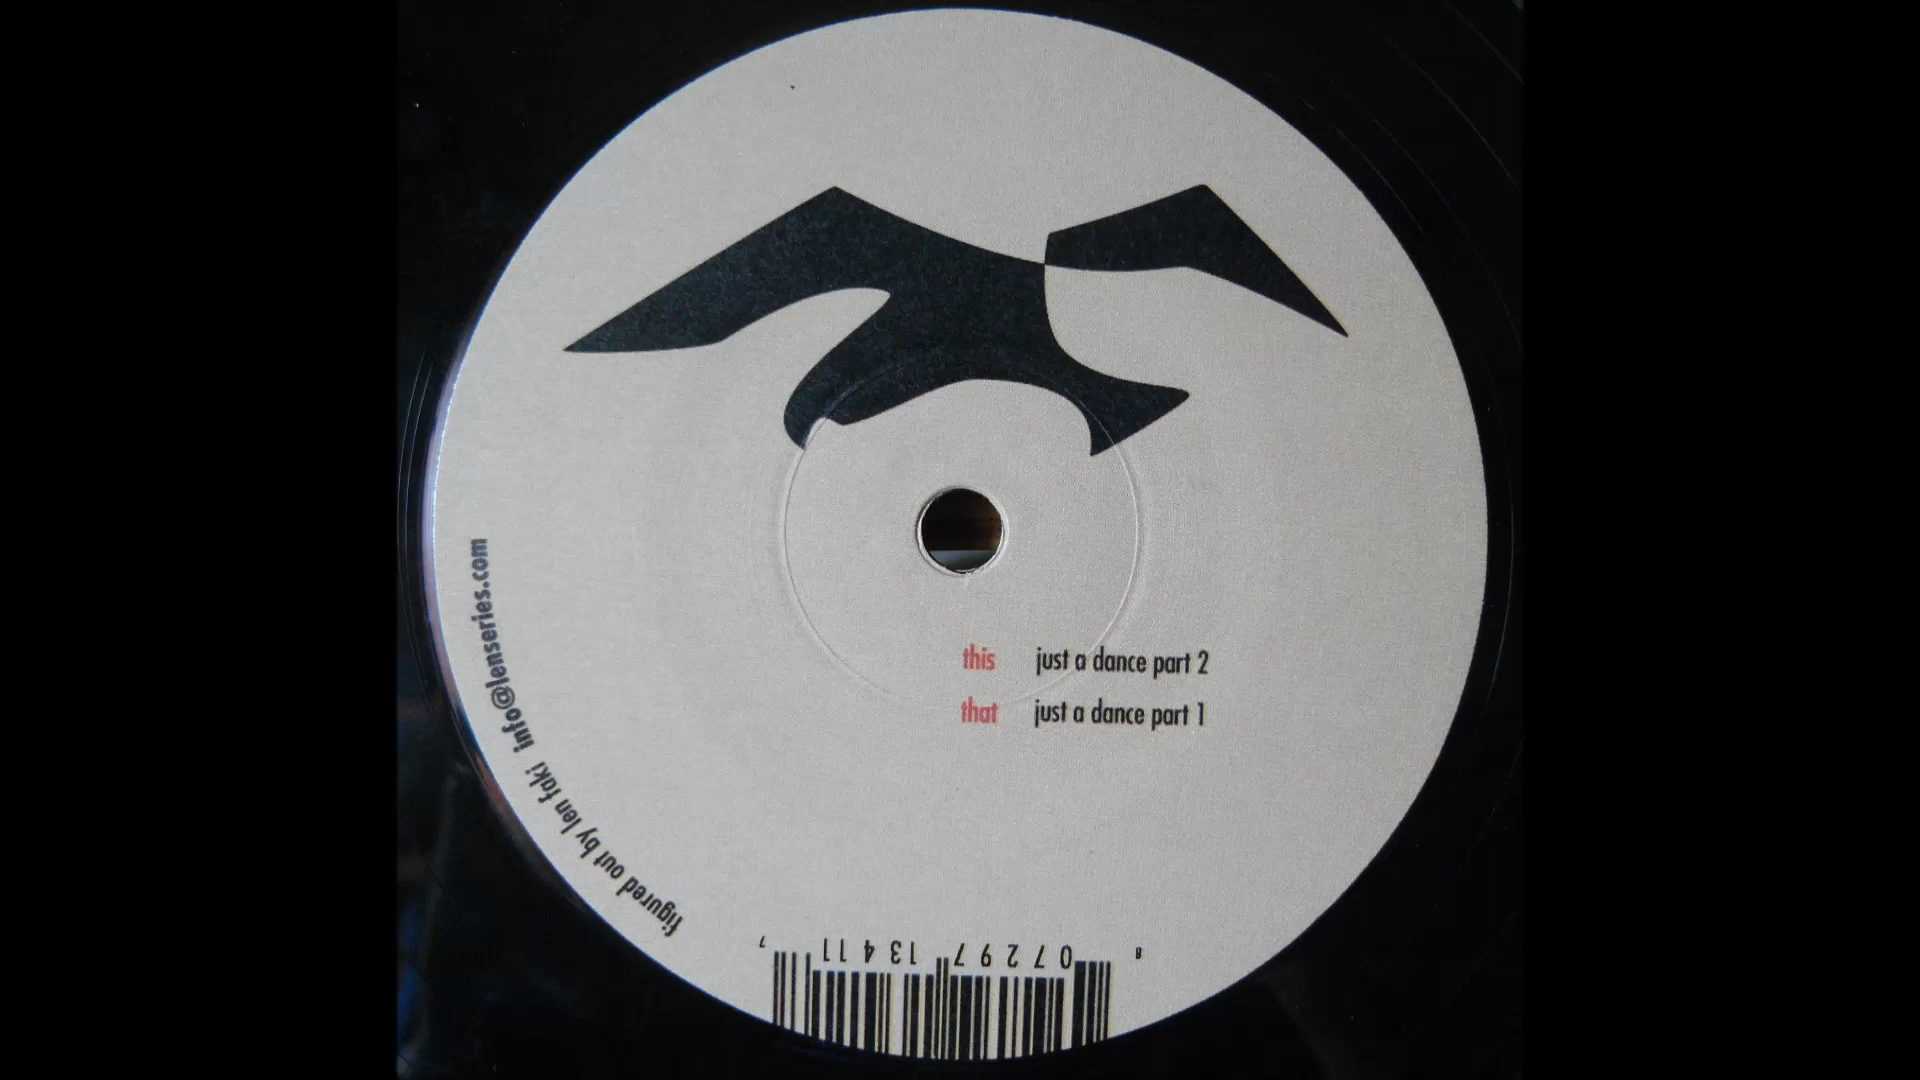 this just a dance part 2
that just a dance part 1
figured out by len faki info@lenseries.com
8 07297 13411 7